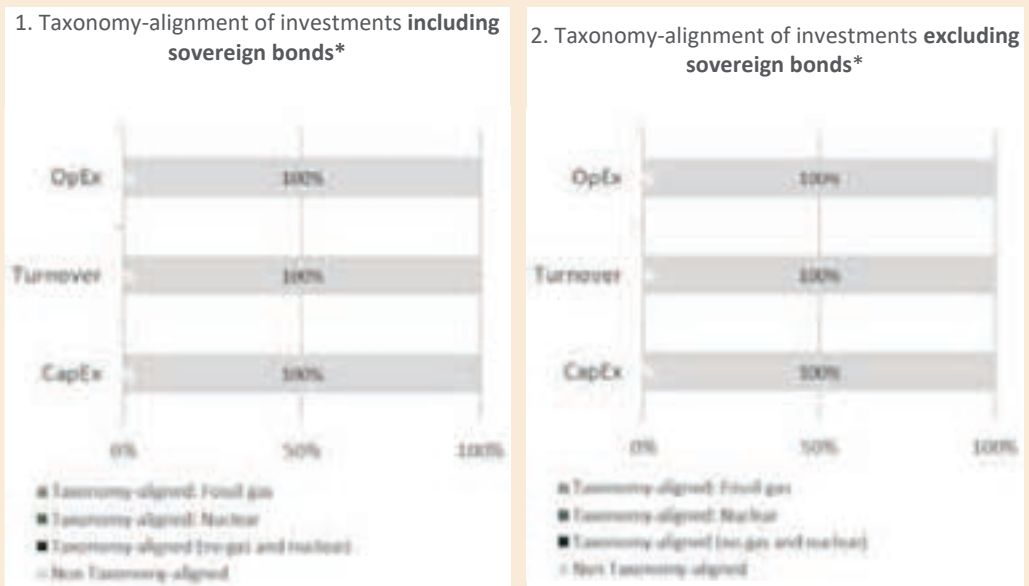 1. Taxonomy-alignment of investments including
sovereign bonds*
OpEx
100%
Turnover
100%
CapEx
100%
0%
50%
100%
Taxonomy-aligned: Fossil gas
Taxonomy-aligned: Nuclear
Taxonomy-aligned (no gas and nuclear)
Non Taxonomy-aligned
2. Taxonomy-alignment of investments excluding
sovereign bonds*
OpEx
100%
Turnover
100%
CapEx
100%
0%
50%
100%
Taxonomy-aligned: Fossil gas
Taxonomy-aligned: Nuclear
Taxonomy-aligned (no gas and nuclear)
Non Taxonomy-aligned